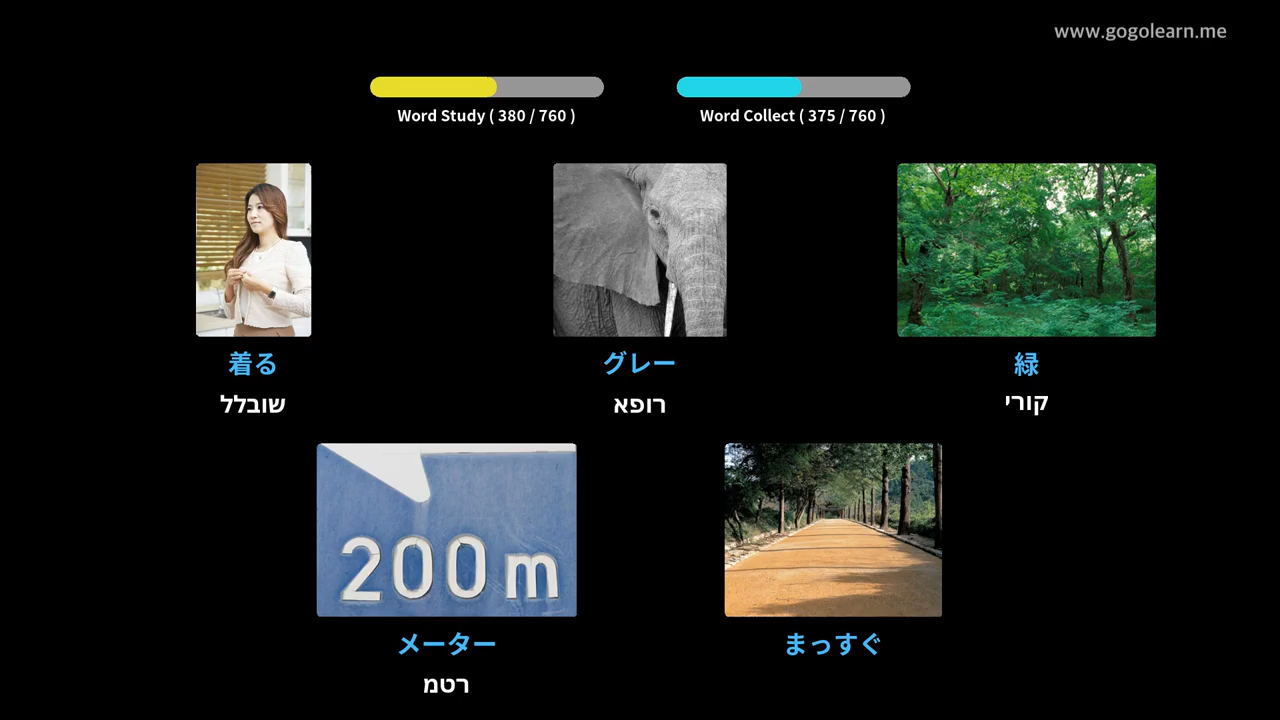 www.gogolearn.me
Word Study ( 380 / 760 )
Word Collect ( 375 / 760 )
着る
שובלל
グレー
רופא
緑
קורי
200m
メーター
רטמ
まっすぐ